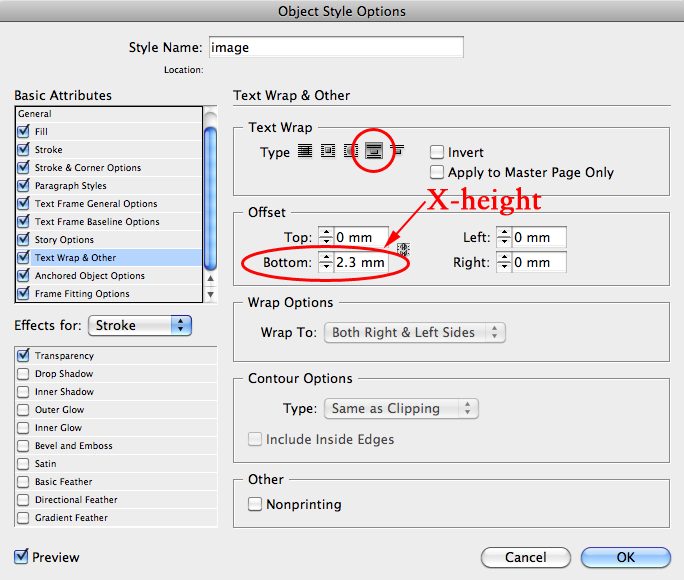 Object Style Options
Style Name: image
Location:
Basic Attributes
General
Fill
Stroke
Stroke & Corner Options
Paragraph Styles
Text Frame General Options
Text Frame Baseline Options
Story Options
Text Wrap & Other
Anchored Object Options
Frame Fitting Options
Effects for: Stroke
Transparency
Drop Shadow
Inner Shadow
Outer Glow
Inner Glow
Bevel and Emboss
Satin
Basic Feather
Directional Feather
Gradient Feather
Text Wrap & Other
Text Wrap
Type
Invert
Apply to Master Page Only
X-height
Offset
Top: 0 mm Left: 0 mm
Bottom: 2.3 mm Right: 0 mm
Wrap Options
Wrap To: Both Right & Left Sides
Contour Options
Type: Same as Clipping
Include Inside Edges
Other
Nonprinting
Preview Cancel OK